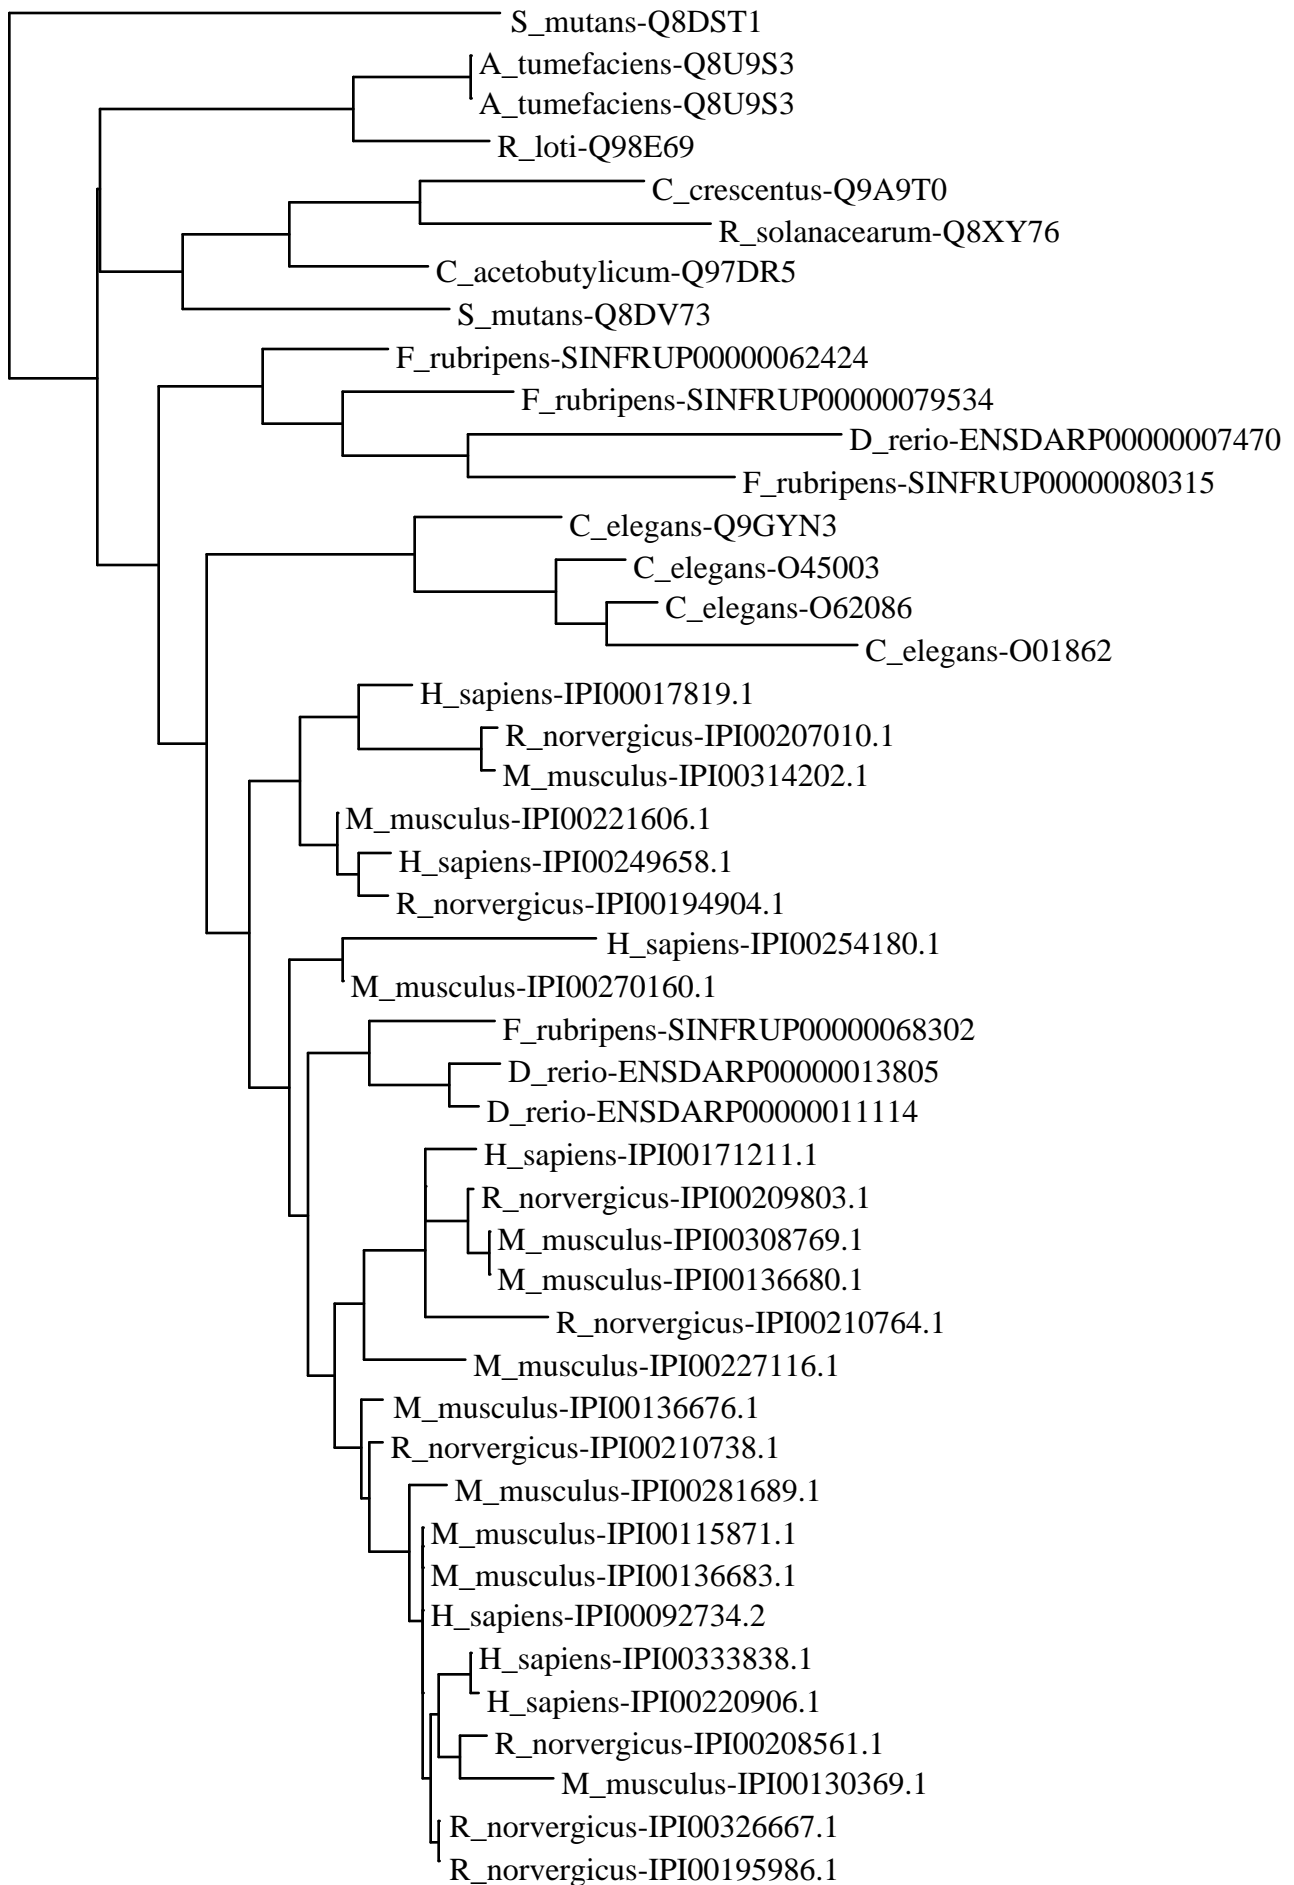 S_mutans-Q8DST1
A_tumefaciens-Q8U9S3
A_tumefaciens-Q8U9S3
R_loti-Q98E69
C_crescentus-Q9A9T0
R_solanacearum-Q8XY76
C_acetobutylicum-Q97DR5
S_mutans-Q8DV73
F_rubripens-SINFRUP00000062424
F_rubripens-SINFRUP00000079534
D_rerio-ENSDARP00000007470
F_rubripens-SINFRUP00000080315
C_elegans-Q9GYN3
C_elegans-O45003
C_elegans-O62086
C_elegans-O01862
H_sapiens-IPI00017819.1
R_norvergicus-IPI00207010.1
M_musculus-IPI00314202.1
M_musculus-IPI00221606.1
H_sapiens-IPI00249658.1
R_norvergicus-IPI00194904.1
H_sapiens-IPI00254180.1
M_musculus-IPI00270160.1
F_rubripens-SINFRUP00000068302
D_rerio-ENSDARP00000013805
D_rerio-ENSDARP00000011114
H_sapiens-IPI00171211.1
R_norvergicus-IPI00209803.1
M_musculus-IPI00308769.1
M_musculus-IPI00136680.1
R_norvergicus-IPI00210764.1
M_musculus-IPI00227116.1
M_musculus-IPI00136676.1
R_norvergicus-IPI00210738.1
M_musculus-IPI00281689.1
M_musculus-IPI00115871.1
M_musculus-IPI00136683.1
H_sapiens-IPI00092734.2
H_sapiens-IPI00333838.1
H_sapiens-IPI00220906.1
R_norvergicus-IPI00208561.1
M_musculus-IPI00130369.1
R_norvergicus-IPI00326667.1
R_norvergicus-IPI00195986.1